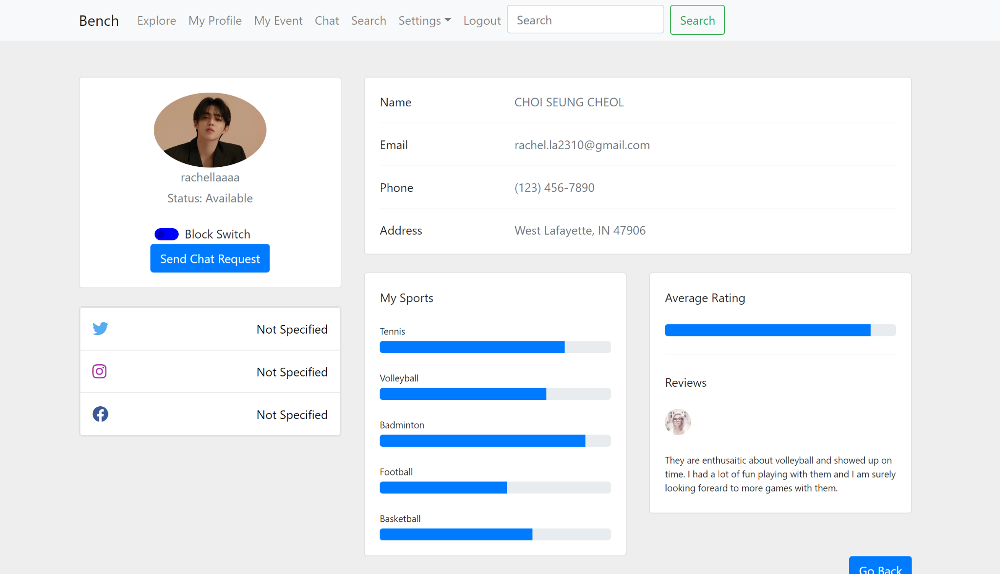 Bench Explore My Profile My Event Chat Search Settings Logout Search Search
rachellaaaa
Status: Available
Block Switch
Send Chat Request
Not Specified
Not Specified
Not Specified
Name CHOI SEUNG CHEOL
Email rachel.la2310@gmail.com
Phone (123) 456-7890
Address West Lafayette, IN 47906
My Sports
Tennis
Volleyball
Badminton
Football
Basketball
Average Rating
Reviews
They are enthusaitic about volleyball and showed up on
time. I had a lot of fun playing with them and I am surely
looking foreard to more games with them.
Go Back